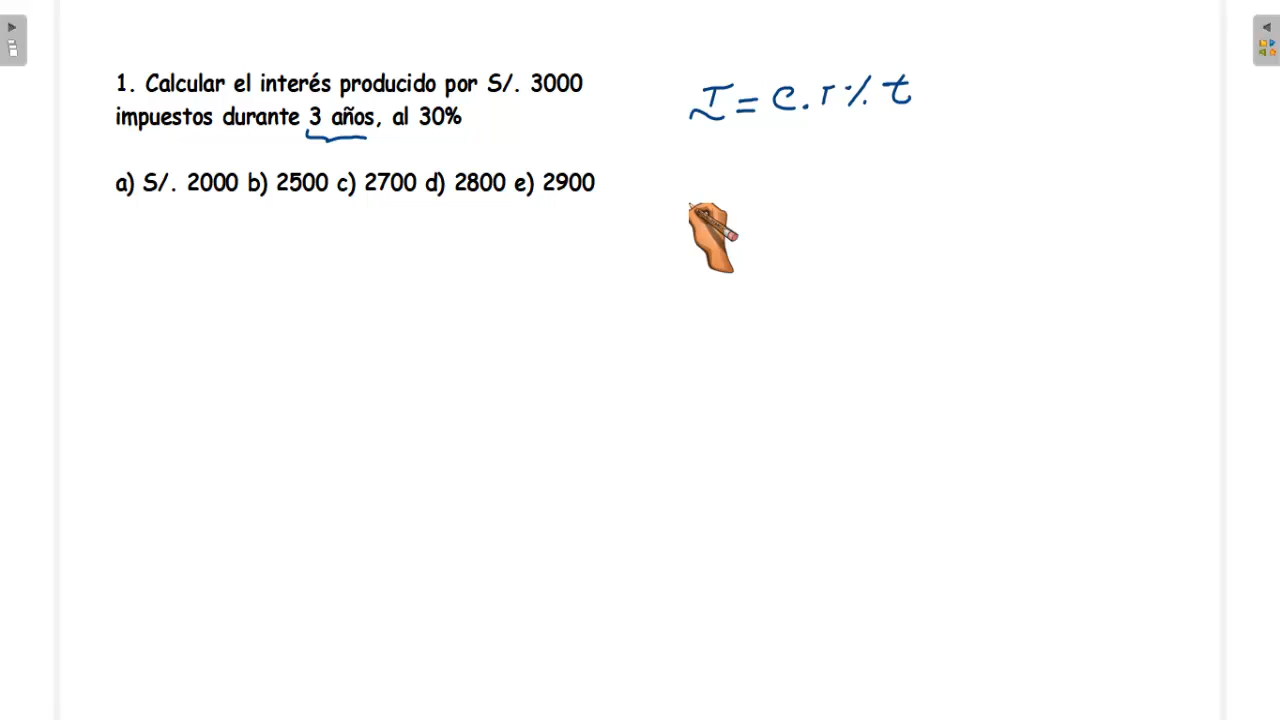 1. Calcular el interés producido por S/. 3000
impuestos durante 3 años, al 30%
a) S/. 2000 b) 2500 c) 2700 d) 2800 e) 2900
I = C. r % t